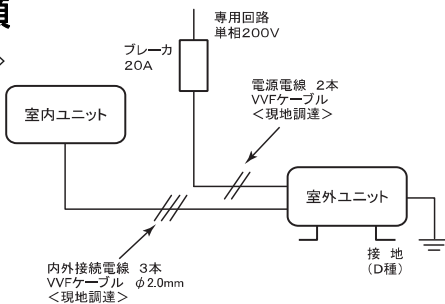 専用回路
単相200V
ブレーカ
20A
電源電線 2本
VVFケーブル
<現地調達>
室内ユニット
室外ユニット
接 地
（D種）
内外接続電線 3本
VVFケーブル φ2.0mm
<現地調達>